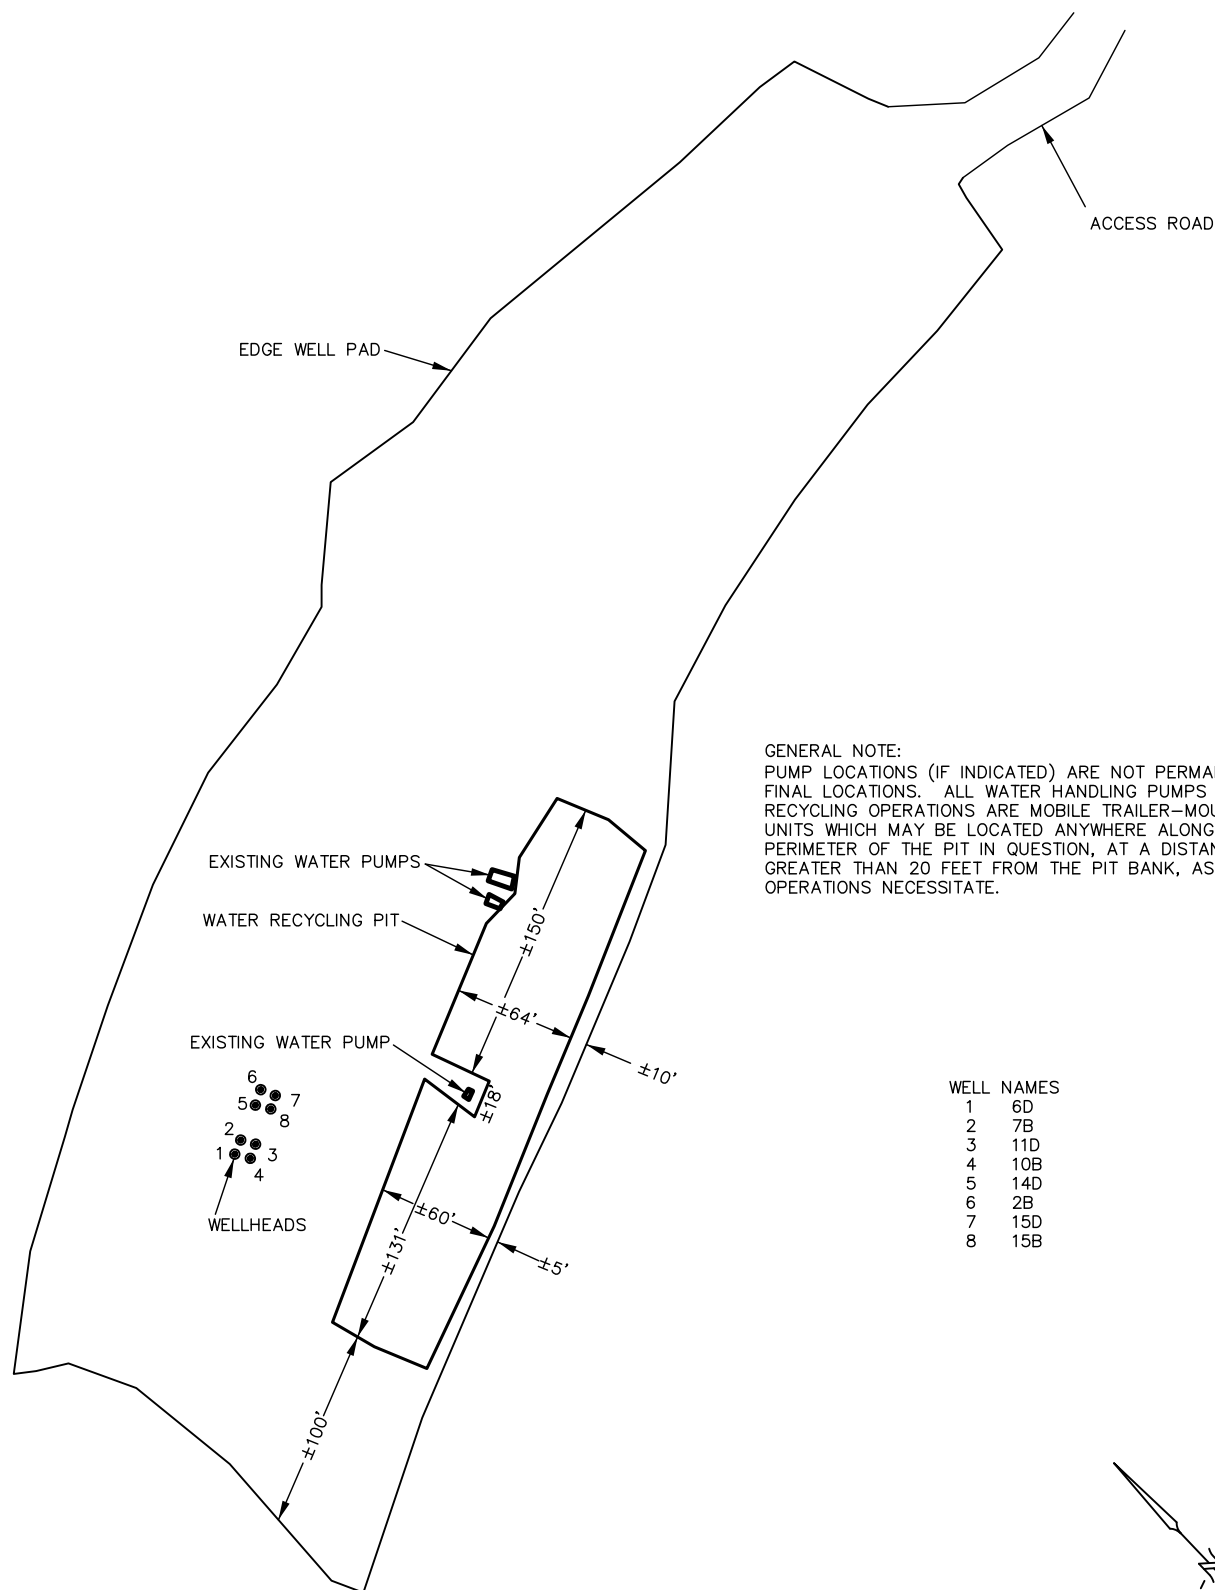 ACCESS ROAD
EDGE WELL PAD
GENERAL NOTE:
PUMP LOCATIONS (IF INDICATED) ARE NOT
FINAL LOCATIONS. ALL WATER HANDLING PUMPS
RECYCLING OPERATIONS ARE MOBILE
UNITS WHICH MAY BE LOCATED ANYWHERE ALONG
PERIMETER OF THE PIT IN QUESTION, AT A
GREATER THAN 20 FEET FROM THE PIT BANK, AS
OPERATIONS NECESSITATE.
EXISTING WATER PUMPS
WATER RECYCLING PIT
±150'
±64'
EXISTING WATER PUMP
±10'
±18'
6
7
5
8
2
1
3
4
WELLHEADS
±60'
±131'
±5'
±100'
WELL NAMES
1 6D
2 7B
3 11D
4 10B
5 14D
6 2B
7 15D
8 15B